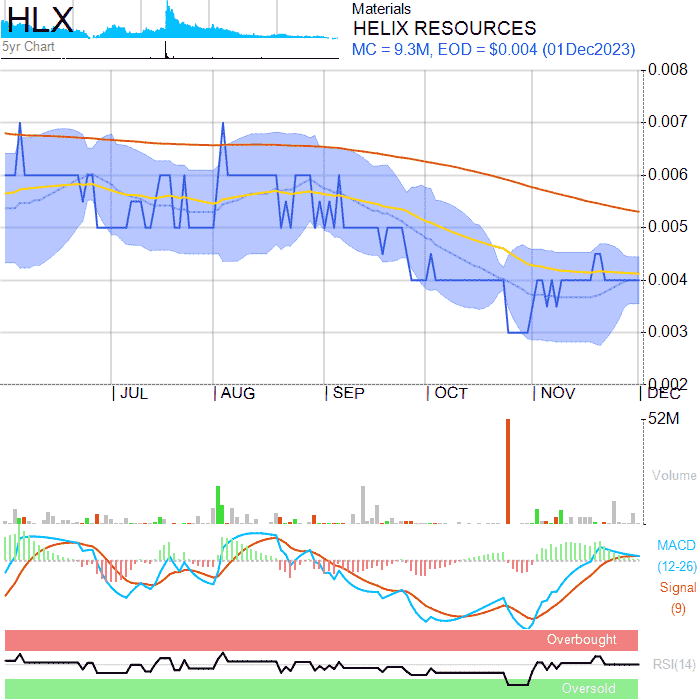 HLX
5yr Chart
Materials
HELIX RESOURCES
MC = 9.3M, EOD = $0.004 (01Dec2023)
0.008
0.007
0.006
0.005
0.004
0.003
0.002
JUL AUG SEP OCT NOV DEC
52M
Volume
MACD
(12-26)
Signal
(9)
Overbought
RSI(14)
Oversold